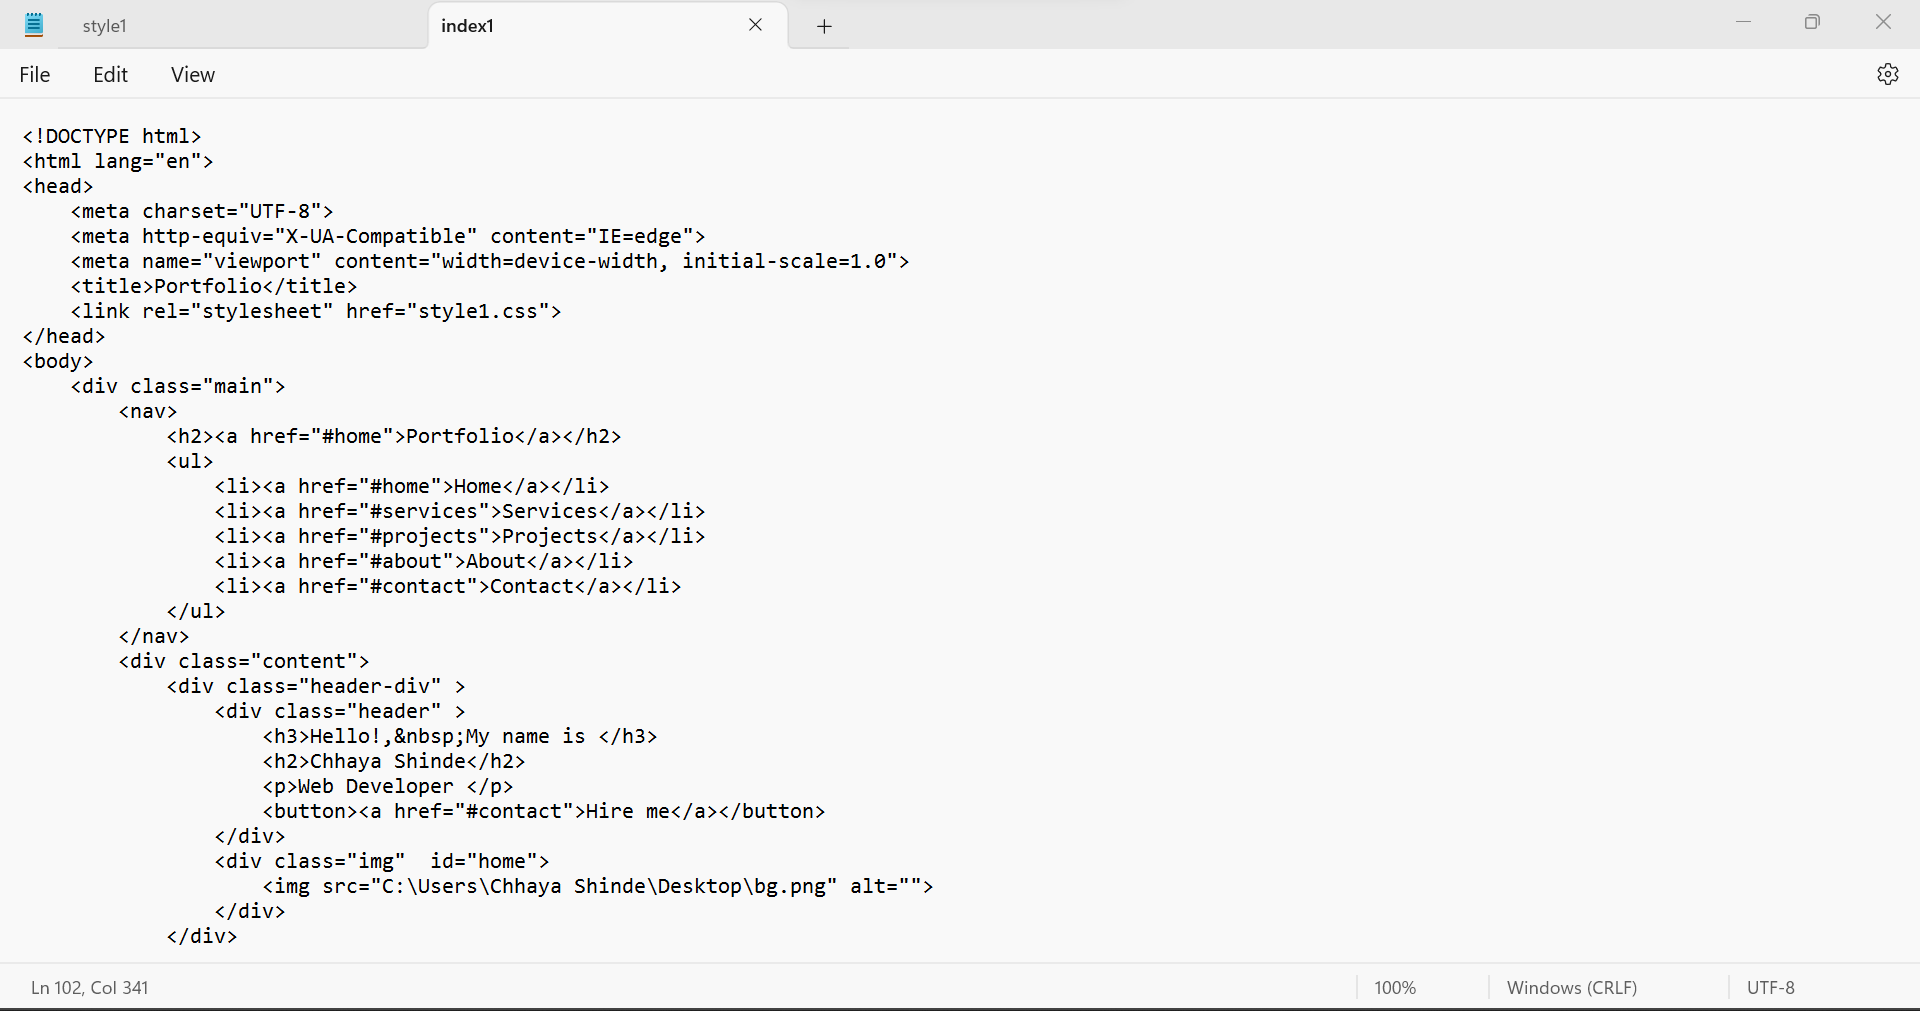 style1
index1
File Edit View
<!DOCTYPE html>
<html lang="en">
<head>
    <meta charset="UTF-8">
    <meta http-equiv="X-UA-Compatible" content="IE=edge">
    <meta name="viewport" content="width=device-width, initial-scale=1.0">
    <title>Portfolio</title>
    <link rel="stylesheet" href="style1.css">
</head>
<body>
    <div class="main">
        <nav>
            <h2><a href="#home">Portfolio</a></h2>
            <ul>
                <li><a href="#home">Home</a></li>
                <li><a href="#services">Services</a></li>
                <li><a href="#projects">Projects</a></li>
                <li><a href="#about">About</a></li>
                <li><a href="#contact">Contact</a></li>
            </ul>
        </nav>
        <div class="content">
            <div class="header-div" >
                <div class="header" >
                    <h3>Hello!,&nbsp;My name is </h3>
                    <h2>Chhaya Shinde</h2>
                    <p>Web Developer </p>
                    <button><a href="#contact">Hire me</a></button>
                </div>
                <div class="img"  id="home">
                    <img src="C:\Users\Chhaya Shinde\Desktop\bg.png" alt="">
                </div>
            </div>
Ln 102, Col 341 100% Windows (CRLF) UTF-8